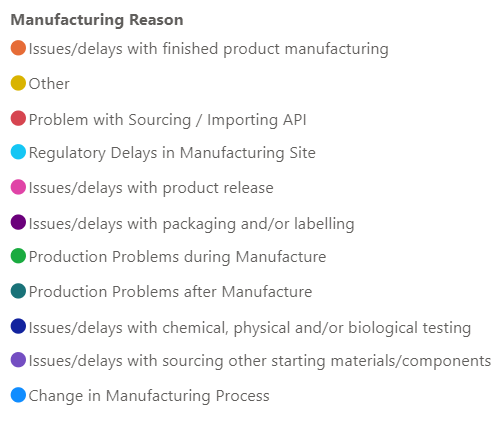 Manufacturing Reason
Issues/delays with finished product manufacturing
Other
Problem with Sourcing / Importing API
Regulatory Delays in Manufacturing Site
Issues/delays with product release
Issues/delays with packaging and/or labelling
Production Problems during Manufacture
Production Problems after Manufacture
Issues/delays with chemical, physical and/or biological testing
Issues/delays with sourcing other starting materials/components
Change in Manufacturing Process